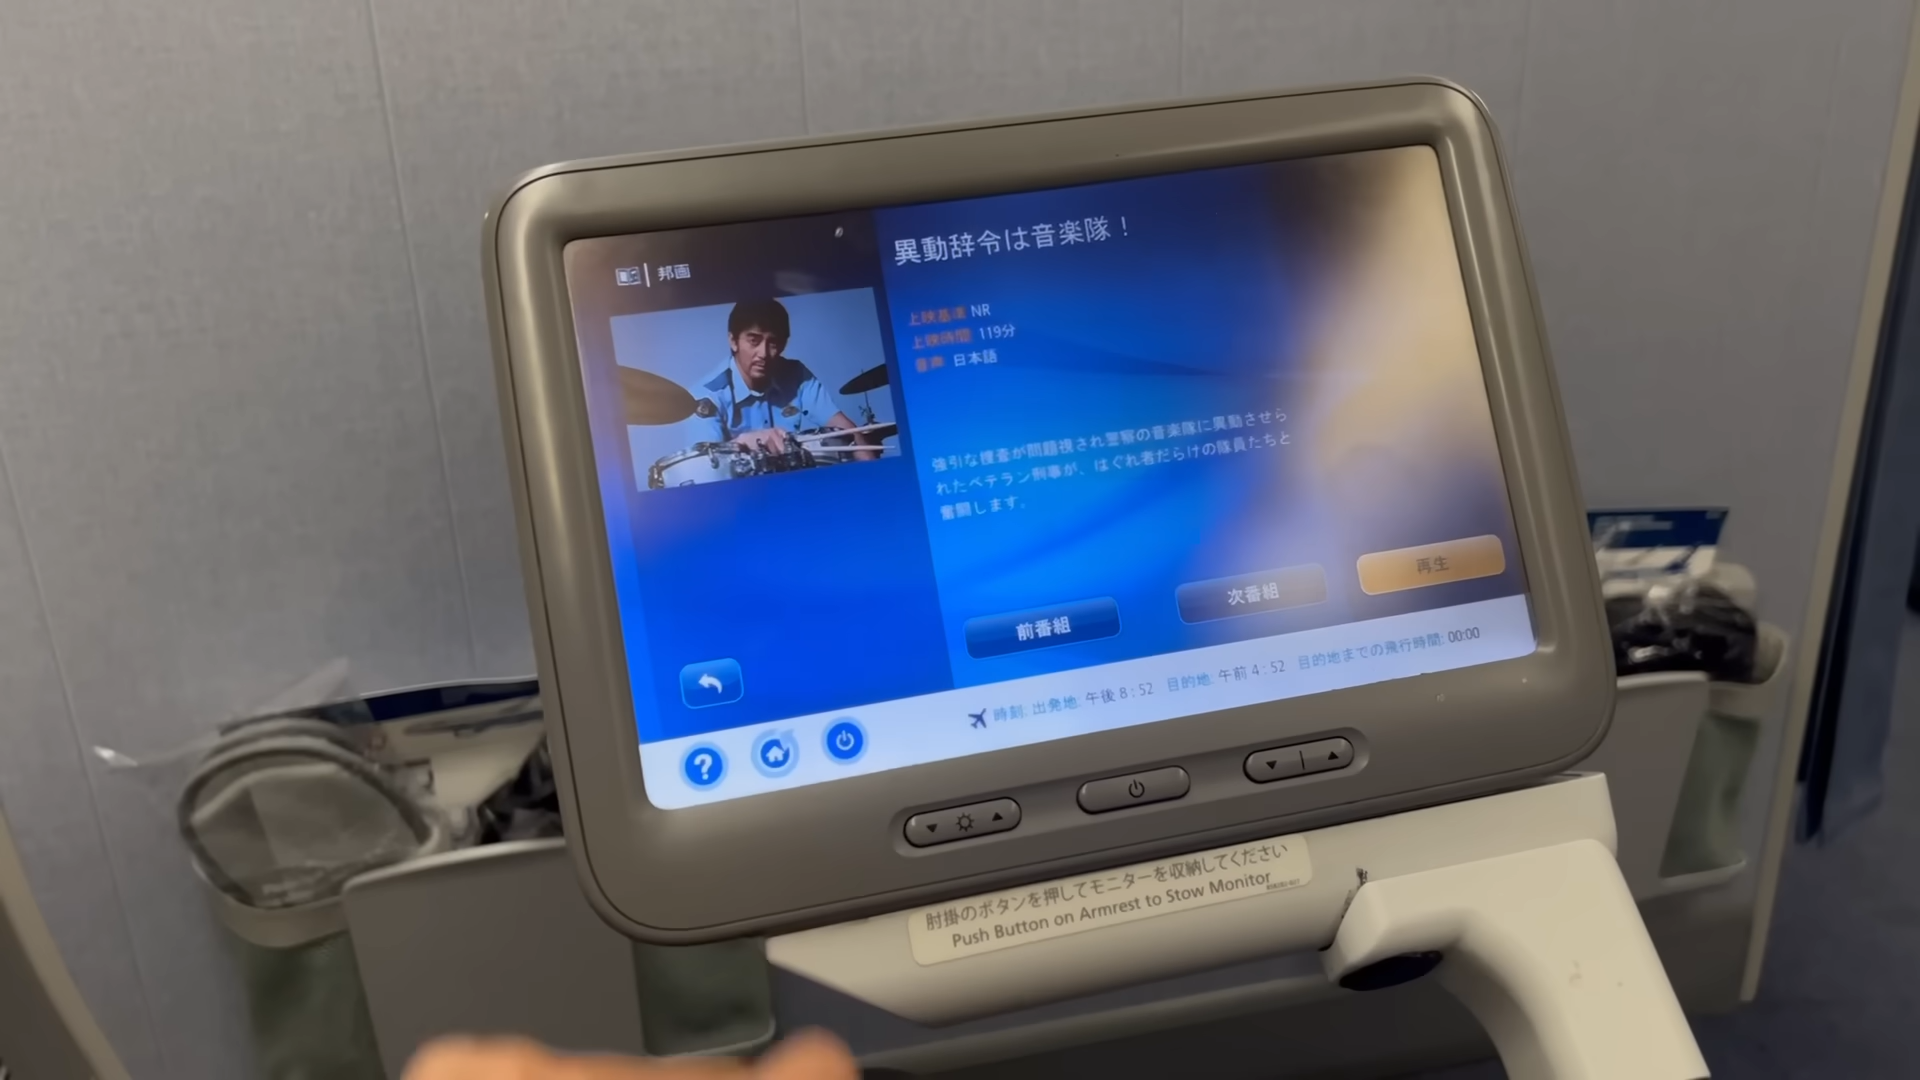 邦画
異動辞令は音楽隊！
上映基準 NR
上映時間 119分
音声 日本語
強引な捜査が問題視され警察の音楽隊に異動させら
れたベテラン刑事が、はぐれ者だらけの隊員たちと
奮闘します。
前番組
次番組
再生
時刻: 出発地: 午後 8:52 目的地: 午前 4:52 目的地までの飛行時間: 00:00
?
肘掛のボタンを押してモニターを収納してください
Push Button on Armrest to Stow Monitor